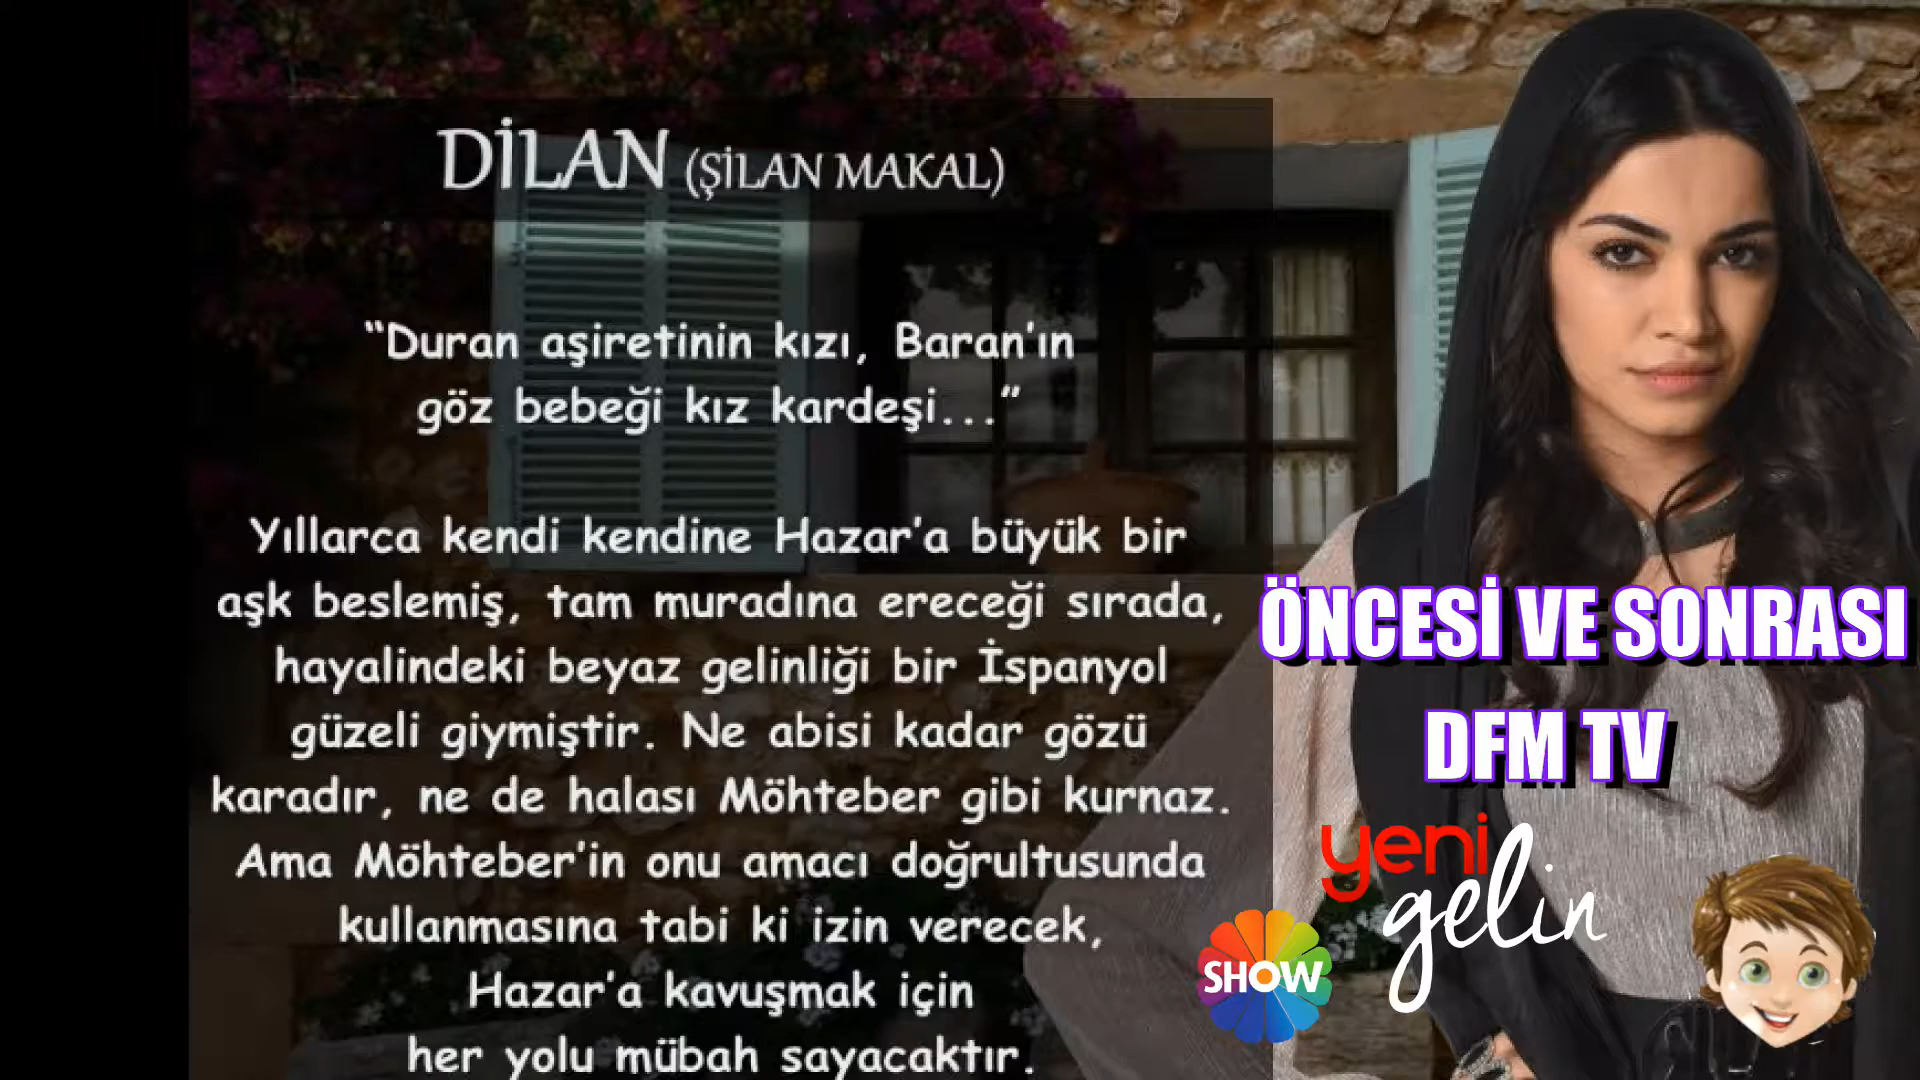 DİLAN (ŞİLAN MAKAL)
“Duran aşiretinin kızı, Baran’ın
göz bebeği kız kardeşi...”
Yıllarca kendi kendine Hazar’a büyük bir
aşk beslemiş, tam muradına ereceği sırada,
hayalindeki beyaz gelinliği bir İspanyol
güzeli giymiştir. Ne abisi kadar gözü
karadır, ne de halası Möhteber gibi kurnaz.
Ama Möhteber’in onu amacı doğrultusunda
kullanmasına tabi ki izin verecek,
Hazar’a kavuşmak için
her yolu mübah sayacaktır.
ÖNCESİ VE SONRASI
DFM TV
yeni
gelin
SHOW